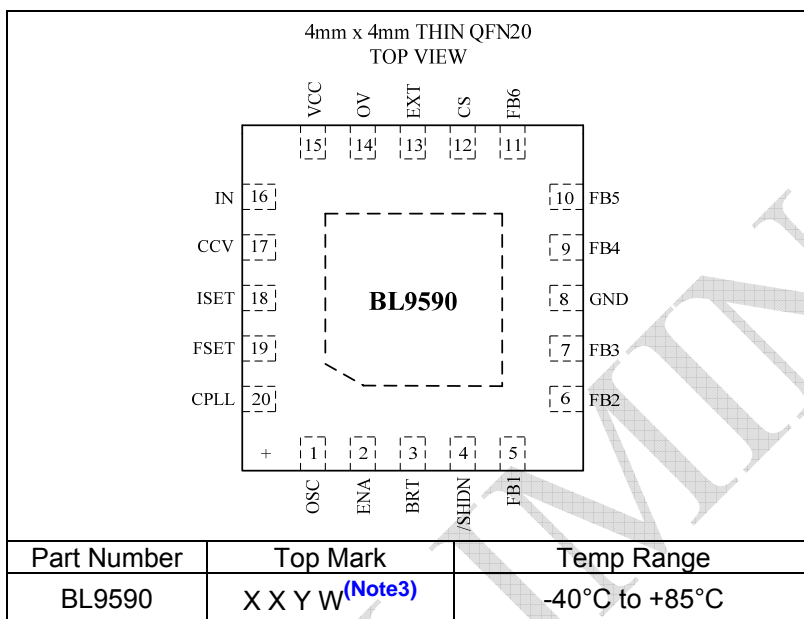 4mm x 4mm THIN QFN20
TOP VIEW
VCC OV EXT CS FB6
15 14 13 12 11
IN 16 10 FB5
CCV 17 9 FB4
ISET 18 BL9590 8 GND
FSET 19 7 FB3
CPLL 20 6 FB2
+ 1 2 3 4 5
OSC ENA BRT /SHDN FB1
Part Number Top Mark Temp Range
BL9590 X X Y W(Note3) -40°C to +85°C